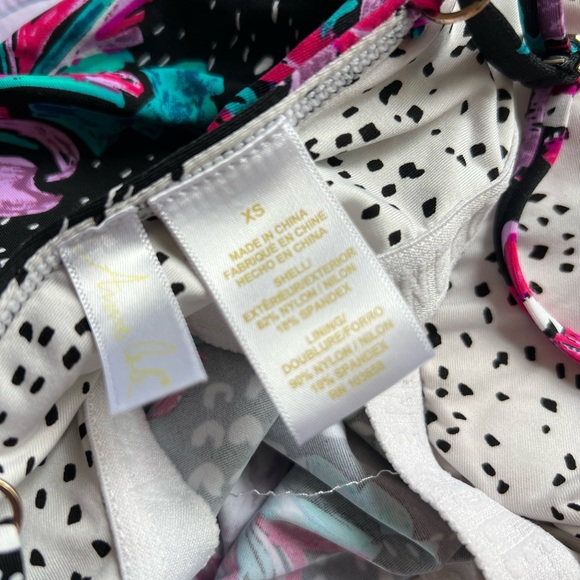 XS
MADE IN CHINA
FABRIQUÉ EN CHINE
HECHO EN CHINA
SHELL/
EXTÉRIEUR/EXTERIOR
82% NYLON / NILON
18% SPANDEX
LINING/
DOUBLURE/FORRO
90% NYLON / NILON
10% SPANDEX